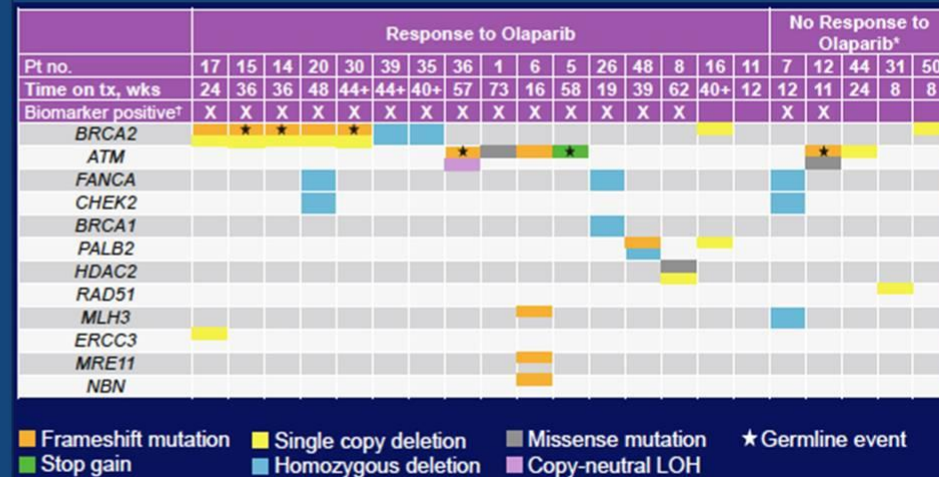 Response to Olaparib
No Response to
Olaparib*
Pt no. 17 15 14 20 30 39 35 36 1 6 5 26 48 8 16 11 7 12 44 31 50
Time on tx, wks 24 36 36 48 44+ 44+ 40+ 57 73 16 58 19 39 62 40+ 12 12 11 24 8 8
Biomarker positive† X X X X X X X X X X X X X X X X
BRCA2
ATM
FANCA
CHEK2
BRCA1
PALB2
HDAC2
RAD51
MLH3
ERCC3
MRE11
NBN
Frameshift mutation Single copy deletion Missense mutation Germline event
Stop gain Homozygous deletion Copy-neutral LOH